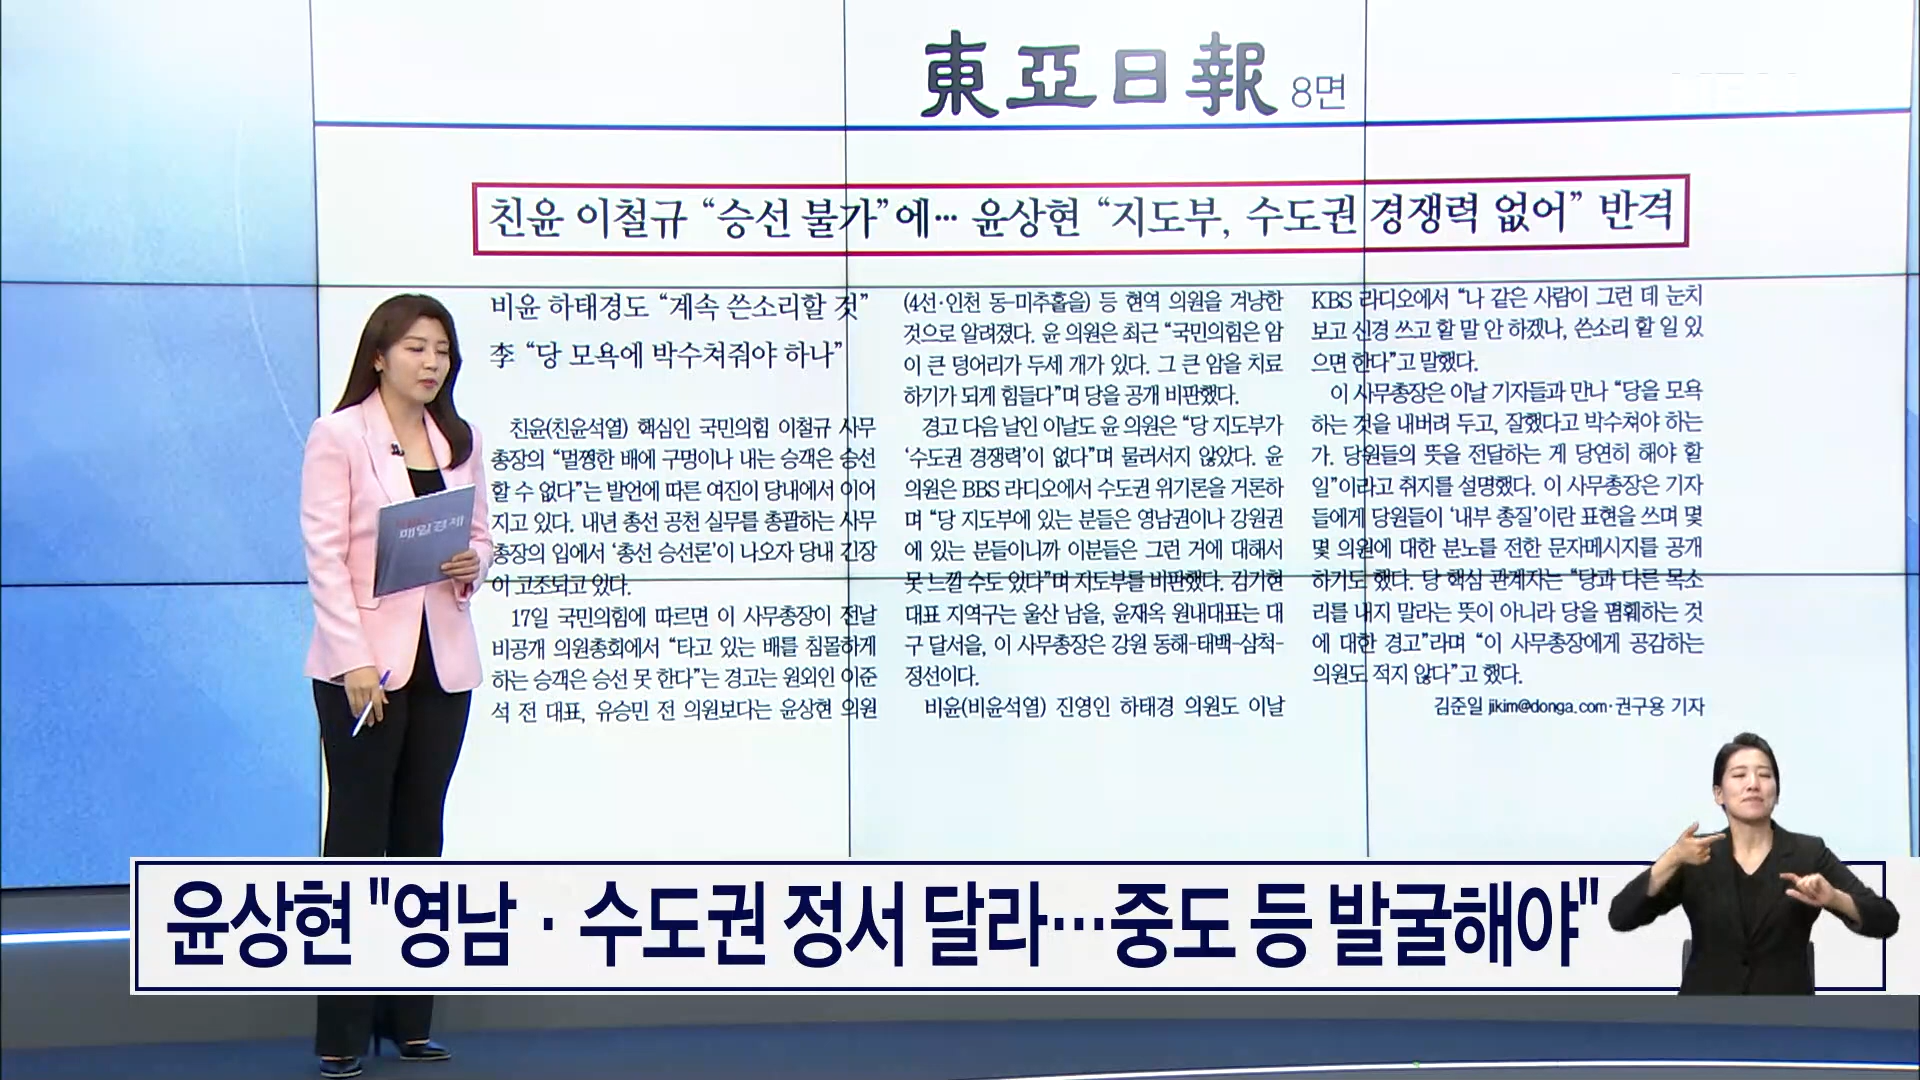 東亞日報 8면
친윤 이철규 “승선 불가”에… 윤상현 “지도부, 수도권 경쟁력 없어” 반격
비윤 하태경도 “계속 쓴소리할 것”
李 “당 모욕에 박수쳐줘야 하나”
친윤(친윤석열) 핵심인 국민의힘 이철규 사무
총장의 “멀쩡한 배에 구멍이나 내는 승객은 승선
할 수 없다”는 발언에 따른 여진이 당내에서 이어
지고 있다. 내년 총선 공천 실무를 총괄하는 사무
총장의 입에서 ‘총선 승선론’이 나오자 당내 긴장
이 고조되고 있다.
17일 국민의힘에 따르면 이 사무총장이 전날
비공개 의원총회에서 “타고 있는 배를 침몰하게
하는 승객은 승선 못 한다”는 경고는 원외인 이준
석 전 대표, 유승민 전 의원보다는 윤상현 의원
(4선·인천 동-미추홀을) 등 현역 의원을 겨냥한
것으로 알려졌다. 윤 의원은 최근 “국민의힘은 암
이 큰 덩어리가 두세 개가 있다. 그 큰 암을 치료
하기가 되게 힘들다”며 당을 공개 비판했다.
경고 다음 날인 이날도 윤 의원은 “당 지도부가
‘수도권 경쟁력’이 없다”며 물러서지 않았다. 윤
의원은 BBS 라디오에서 수도권 위기론을 거론하
며 “당 지도부에 있는 분들은 영남권이나 강원권
에 있는 분들이니까 이분들은 그런 거에 대해서
못 느낄 수도 있다”며 지도부를 비판했다. 김기현
대표 지역구는 울산 남을, 윤재옥 원내대표는 대
구 달서을, 이 사무총장은 강원 동해-태백-삼척-
정선이다.
비윤(비윤석열) 진영인 하태경 의원도 이날
KBS 라디오에서 “나 같은 사람이 그런 데 눈치
보고 신경 쓰고 할 말 안 하겠나, 쓴소리 할 일 있
으면 한다”고 말했다.
이 사무총장은 이날 기자들과 만나 “당을 모욕
하는 것을 내버려 두고, 잘했다고 박수쳐야 하는
가. 당원들의 뜻을 전달하는 게 당연히 해야 할
일”이라고 취지를 설명했다. 이 사무총장은 기자
들에게 당원들이 ‘내부 총질’이란 표현을 쓰며 몇
몇 의원에 대한 분노를 전한 문자메시지를 공개
하기도 했다. 당 핵심 관계자는 “당과 다른 목소
리를 내지 말라는 뜻이 아니라 당을 폄훼하는 것
에 대한 경고”라며 “이 사무총장에게 공감하는
의원도 적지 않다”고 했다.
김준일 jikim@donga.com·권구용 기자
매일경제
윤상현 "영남·수도권 정서 달라…중도 등 발굴해야"